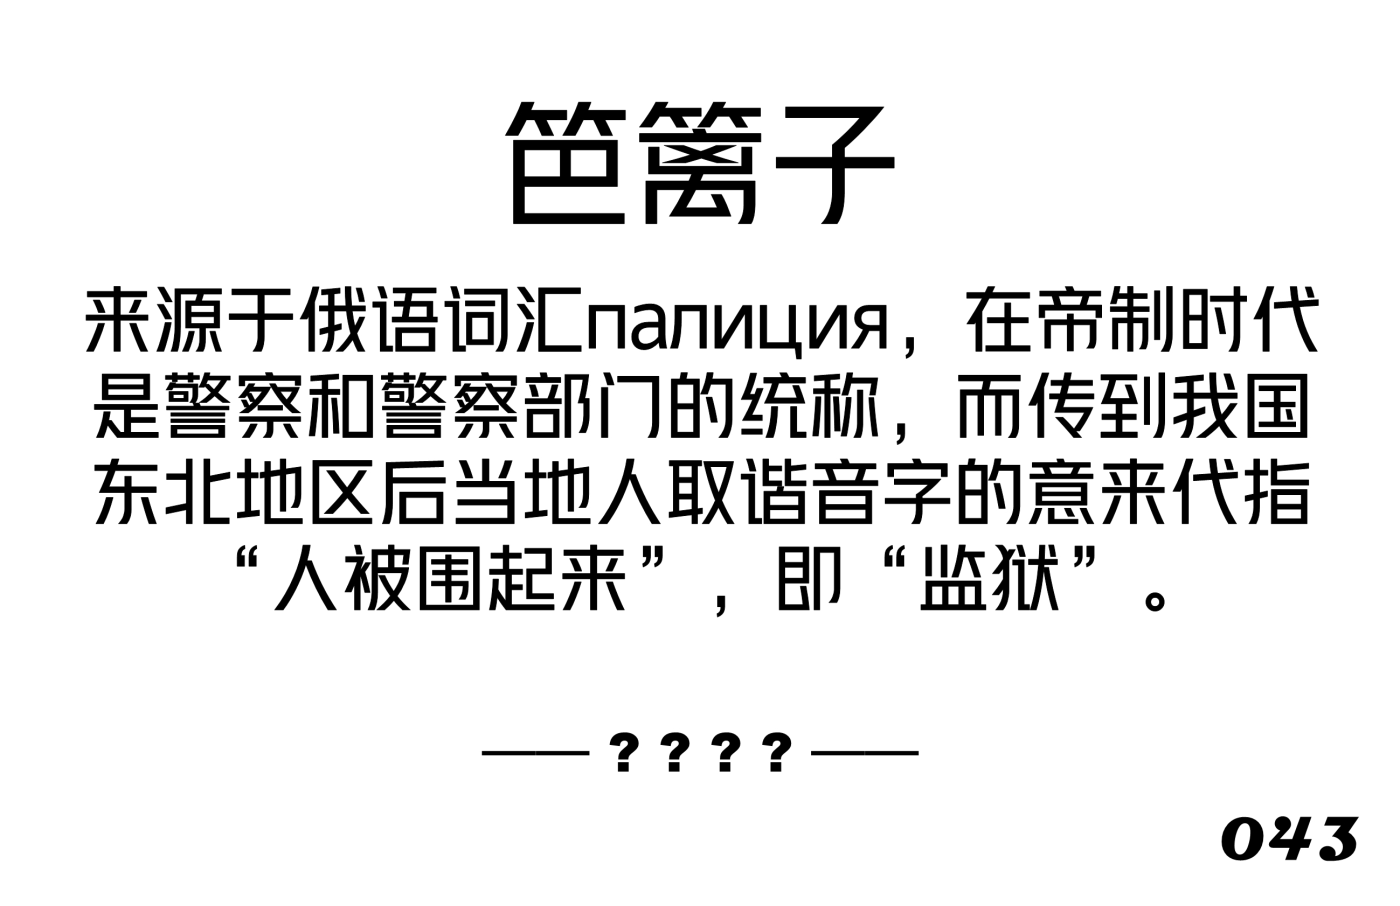 笆篱子
来源于俄语词汇палиция，在帝制时代
是警察和警察部门的统称，而传到我国
东北地区后当地人取谐音字的意来代指
“人被围起来”，即“监狱”。
——????——
043